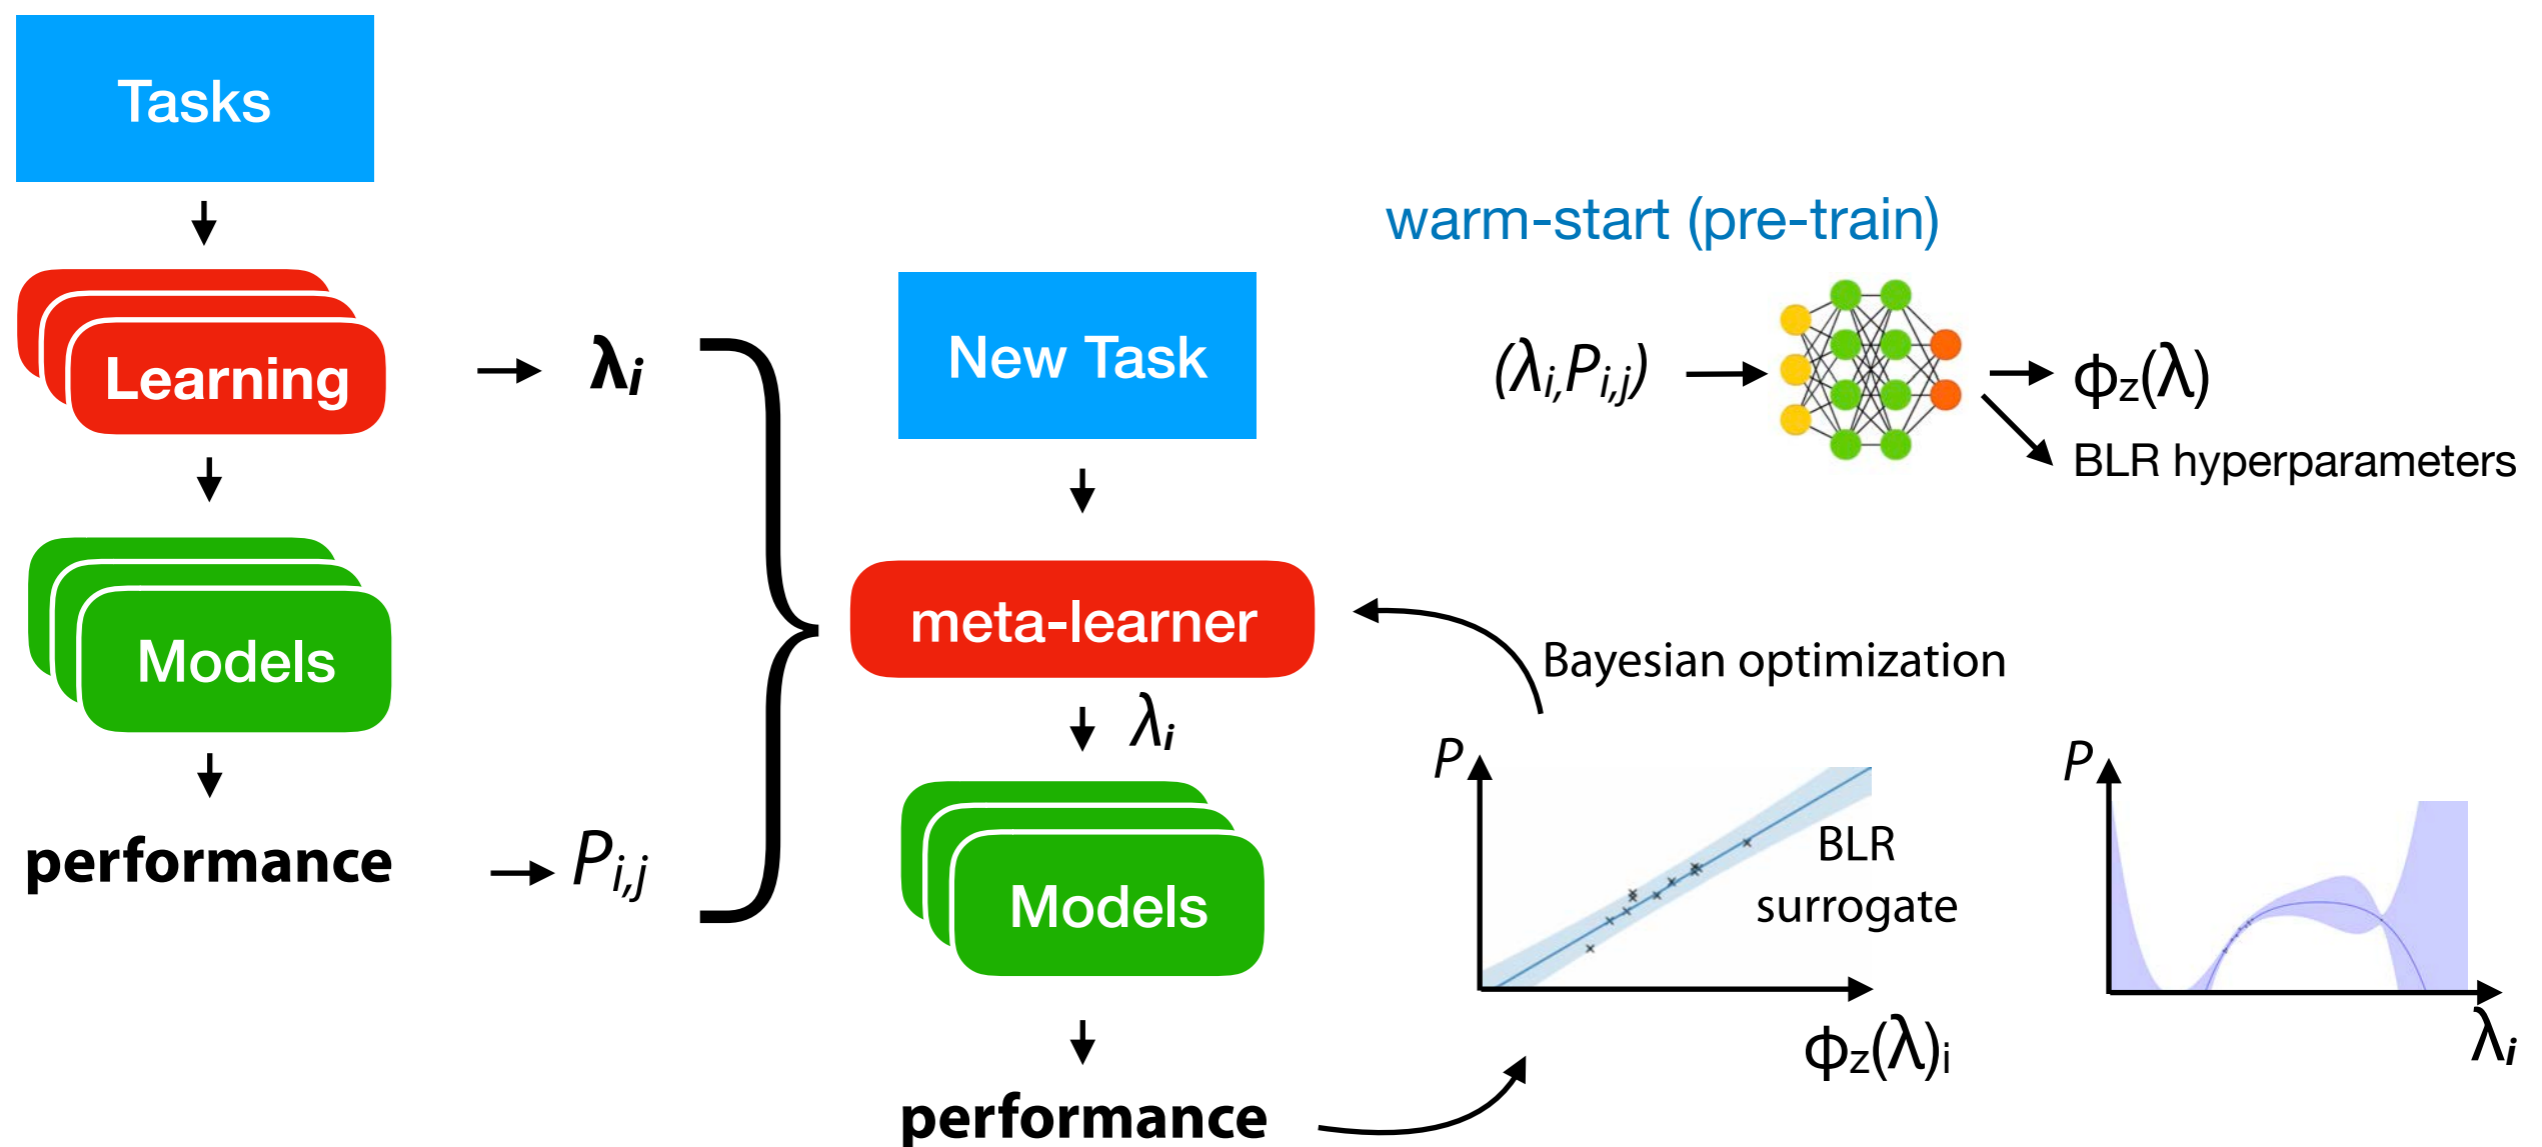 Tasks
Learning
λi
Models
performance
Pi,j
New Task
meta-learner
λi
Models
performance
warm-start (pre-train)
(λi,Pi,j)
ϕz(λ)
BLR hyperparameters
Bayesian optimization
P
BLR
surrogate
ϕz(λ)i
P
λi